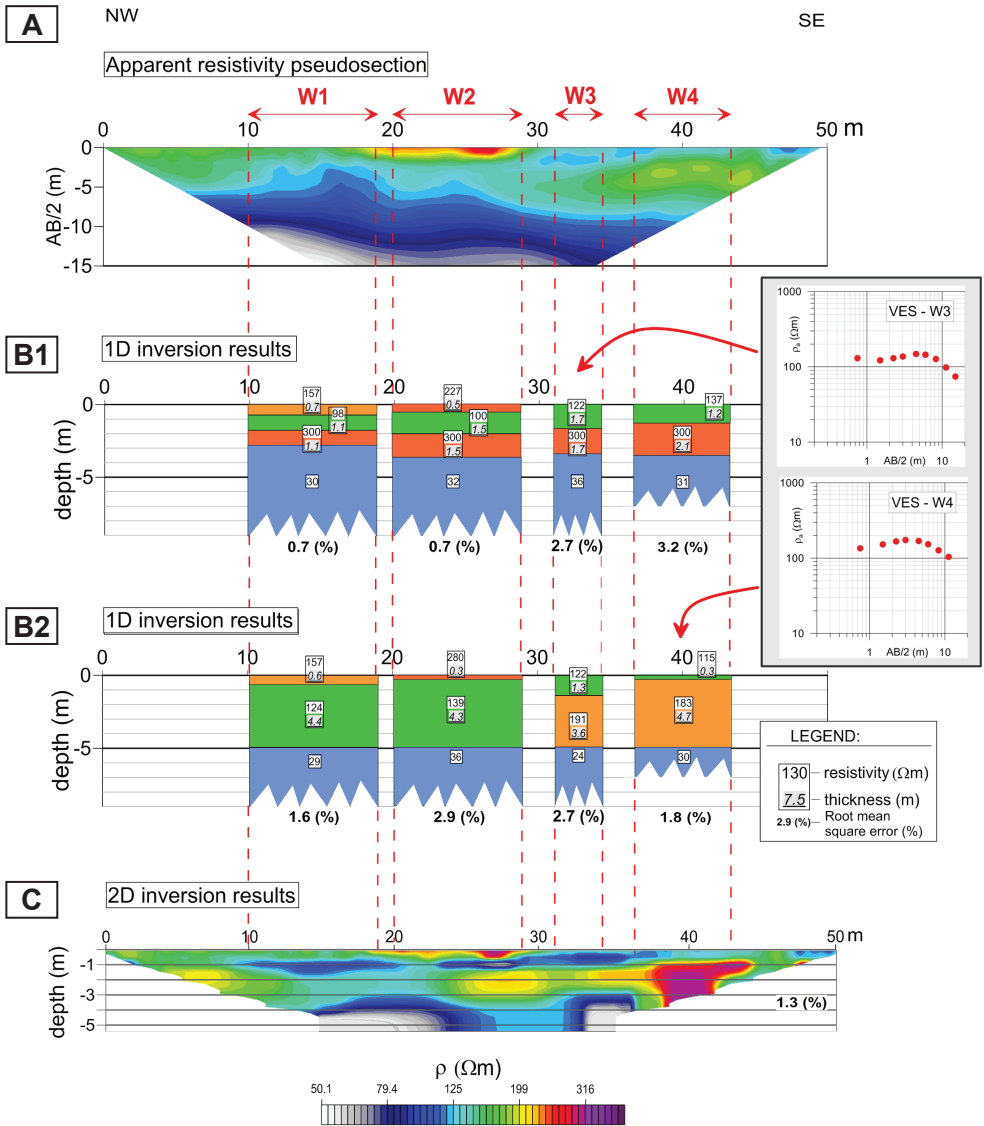 A
NW
SE
Apparent resistivity pseudosection
W1
W2
W3
W4
0 10 20 30 40 50 m
AB/2 (m)
0
-5
-10
-15
B1
1D inversion results
0 10 20 30 40
depth (m)
0
-5
157
0.7
98
1.1
300
1.1
30
0.7 (%)
227
0.5
100
1.5
300
1.5
32
0.7 (%)
122
1.7
300
1.7
36
2.7 (%)
137
1.2
300
2.1
31
3.2 (%)
VES - W3
ρa (Ωm)
1000
100
10
1 AB/2 (m) 10
VES - W4
ρa (Ωm)
1000
100
10
1 AB/2 (m) 10
B2
1D inversion results
0 10 20 30 40
depth (m)
0
-5
157
0.6
124
4.4
29
1.6 (%)
280
0.3
139
4.3
36
2.9 (%)
122
1.3
191
3.6
24
2.7 (%)
115
0.3
183
4.7
30
1.8 (%)
LEGEND:
130 resistivity (Ωm)
7.5 thickness (m)
2.9 (%) Root mean
square error (%)
C
2D inversion results
0 10 20 30 40 50 m
depth (m)
-1
-3
-5
1.3 (%)
ρ (Ωm)
50.1 79.4 125 199 316